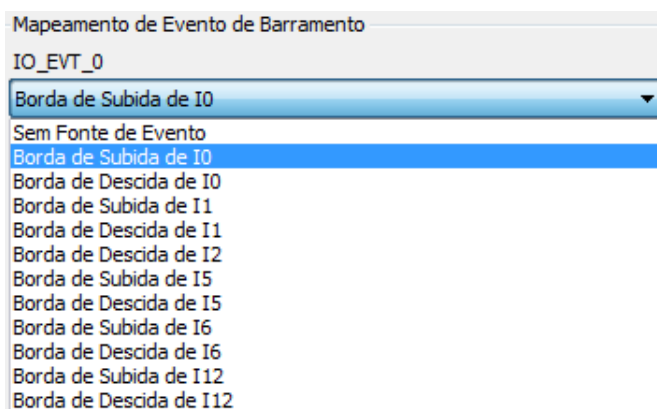 Mapeamento de Evento de Barramento
IO_EVT_0
Borda de Subida de I0
Sem Fonte de Evento
Borda de Subida de I0
Borda de Descida de I0
Borda de Subida de I1
Borda de Descida de I1
Borda de Descida de I2
Borda de Subida de I5
Borda de Descida de I5
Borda de Subida de I6
Borda de Descida de I6
Borda de Subida de I12
Borda de Descida de I12